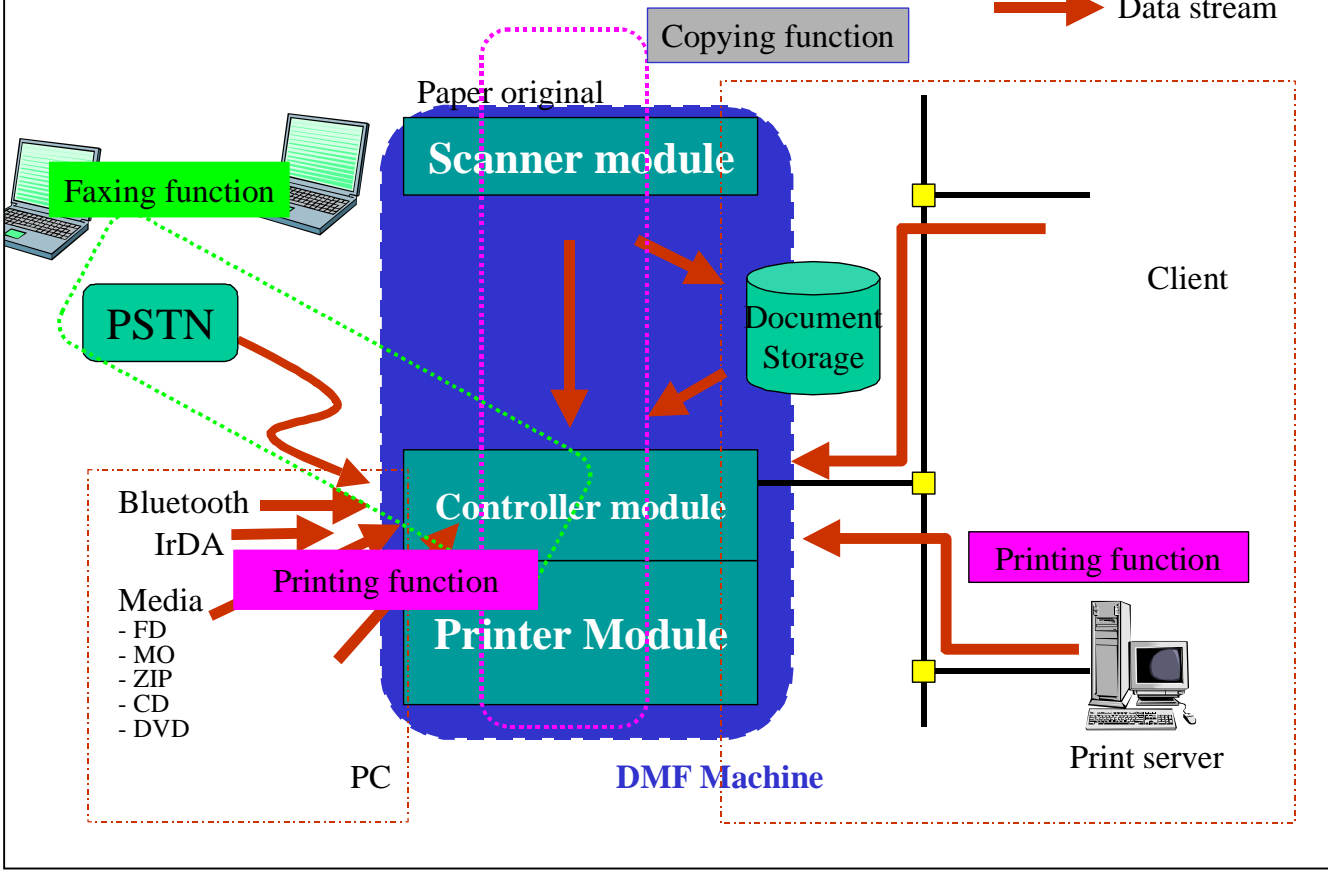 Data stream
Copying function
Paper original
Scanner module
Faxing function
Client
PSTN
Document
Storage
Bluetooth
Controller module
IrDA
Printing function
Printing function
Media
- FD
- MO
- ZIP
- CD
- DVD
Printer Module
Print server
PC
DMF Machine